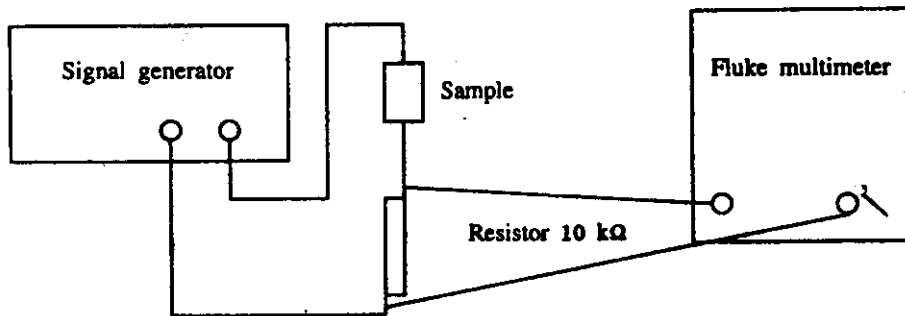 Signal generator
Fluke multimeter
Sample
Resistor 10 kΩ